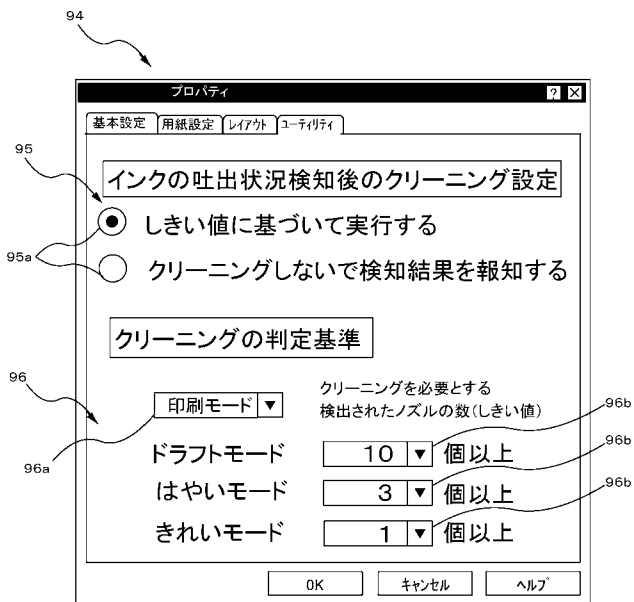 94
プロパティ ? ×
基本設定 用紙設定 レイアウト ユーティリティ
95
インクの吐出状況検知後のクリーニング設定
しきい値に基づいて実行する
95a
クリーニングしないで検知結果を報知する
クリーニングの判定基準
96
印刷モード ▼
クリーニングを必要とする
検出されたノズルの数(しきい値)
96a
ドラフトモード 10 ▼ 個以上 96b
はやいモード 3 ▼ 個以上 96b
きれいモード 1 ▼ 個以上 96b
OK キャンセル ヘルプ